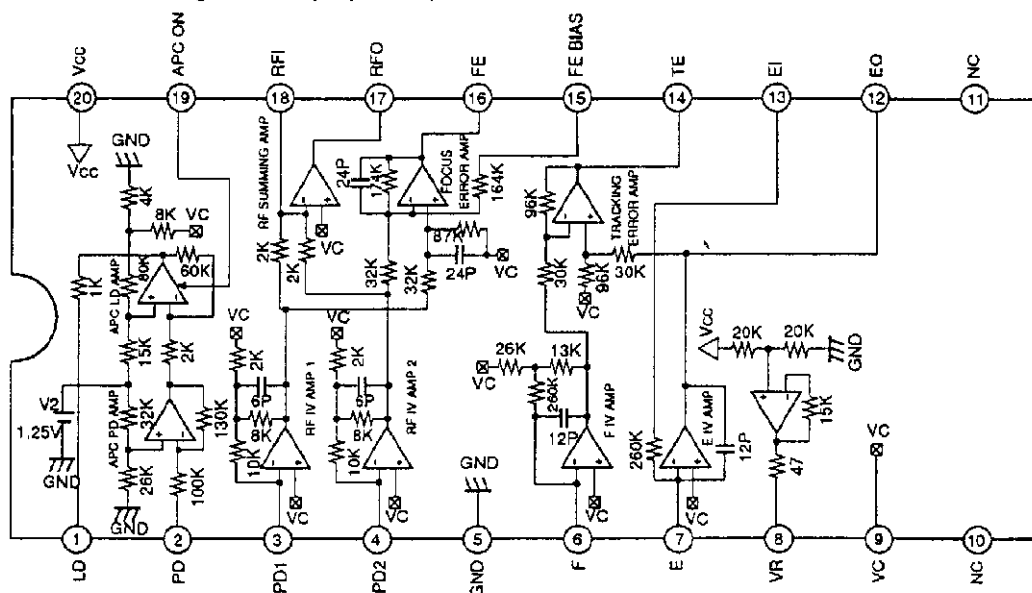 Vcc
APC ON
RFI
RFO
FE
FE BIAS
TE
EI
EO
NC
20
19
18
17
16
15
14
13
12
11
GND
Vcc
4K
8K
VC
60K
80K
1K
APC LD AMP
15K
2K
V2
1.25V
GND
32K
APC PD AMP
26K
GND
130K
100K
RF SUMMING AMP
2K
2K
VC
24P
174K
FOCUS
ERROR AMP
164K
87K
24P
VC
32K
32K
VC
2K
6P
8K
10K
RF IV AMP 1
VC
VC
2K
6P
8K
10K
RF IV AMP 2
VC
GND
96K
TRACKING
ERROR AMP
30K
96K
30K
VC
26K
13K
VC
260K
12P
F IV AMP
VC
260K
E IV AMP
12P
VC
Vcc
20K
20K
GND
15K
47
VC
1
2
3
4
5
6
7
8
9
10
LD
PD
PD1
PD2
GND
F
E
VR
VC
NC